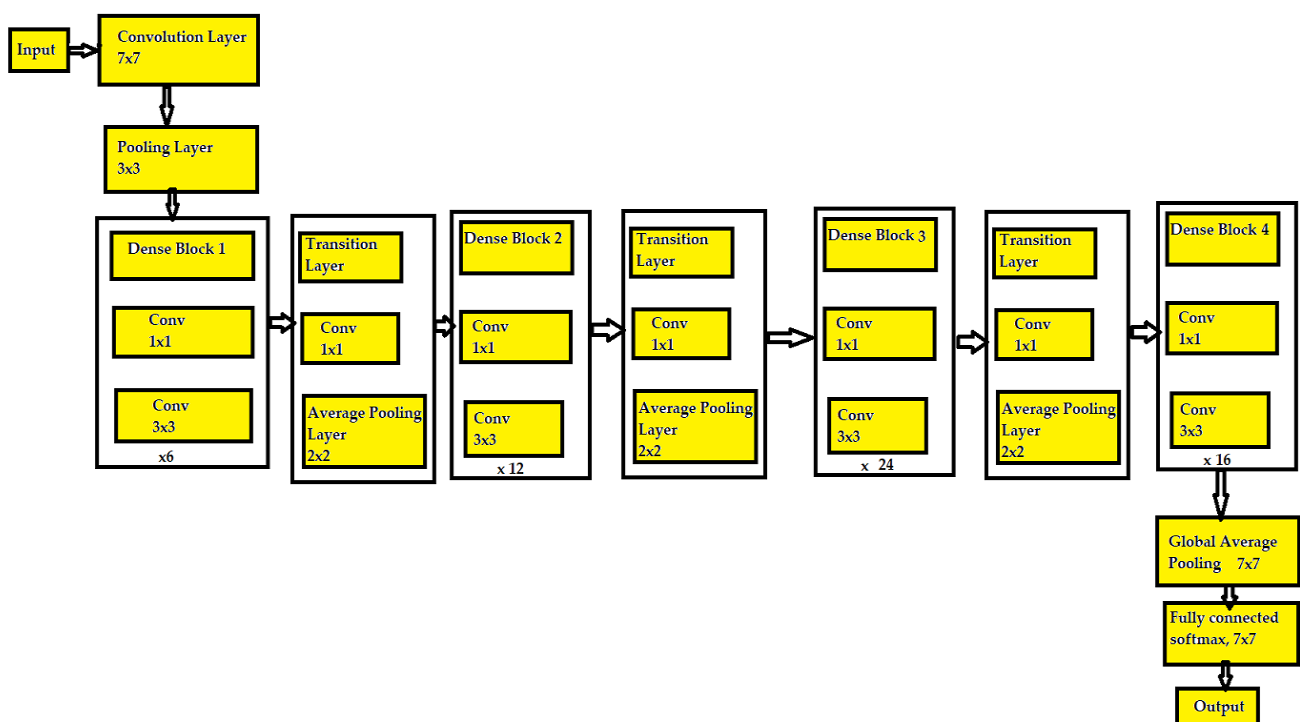 Input
Convolution Layer
7x7
Pooling Layer
3x3
Dense Block 1
Conv
1x1
Conv
3x3
x6
Transition
Layer
Conv
1x1
Average Pooling
Layer
2x2
Dense Block 2
Conv
1x1
Conv
3x3
x 12
Transition
Layer
Conv
1x1
Average Pooling
Layer
2x2
Dense Block 3
Conv
1x1
Conv
3x3
x 24
Transition
Layer
Conv
1x1
Average Pooling
Layer
2x2
Dense Block 4
Conv
1x1
Conv
3x3
x 16
Global Average
Pooling 7x7
Fully connected
softmax, 7x7
Output